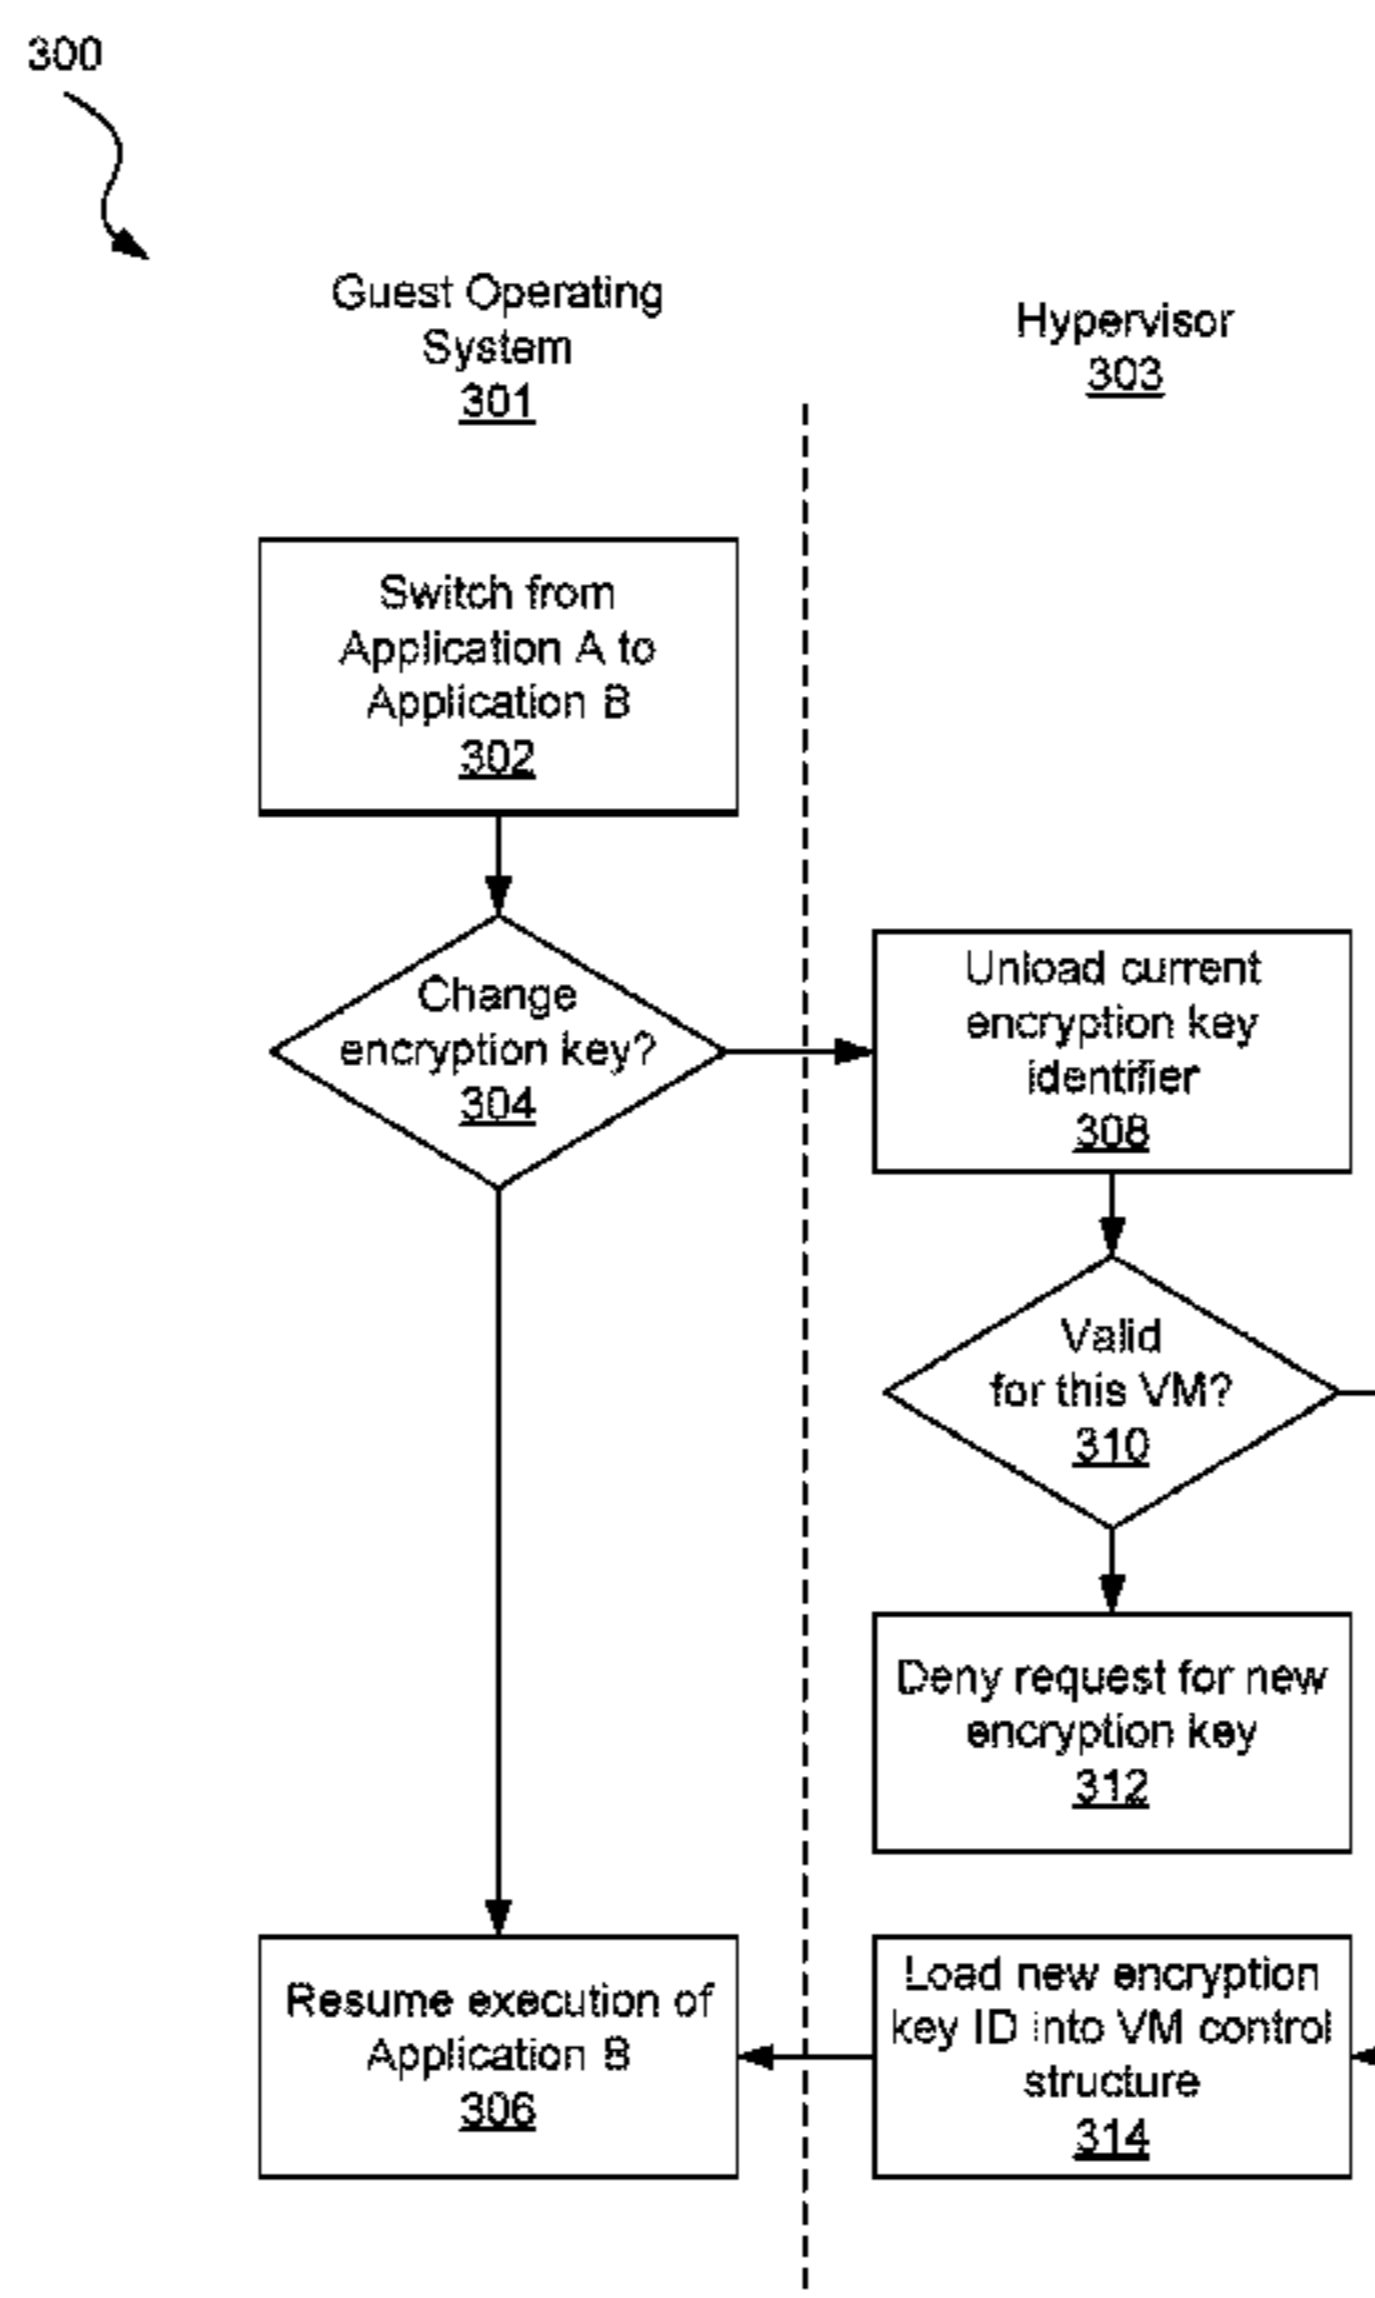 300
Guest Operating
System
301
Hypervisor
303
Switch from
Application A to
Application B
302
Change
encryption key?
304
Unload current
encryption key
identifier
308
Valid
for this VM?
310
Deny request for new
encryption key
312
Resume execution of
Application B
306
Load new encryption
key ID into VM control
structure
314